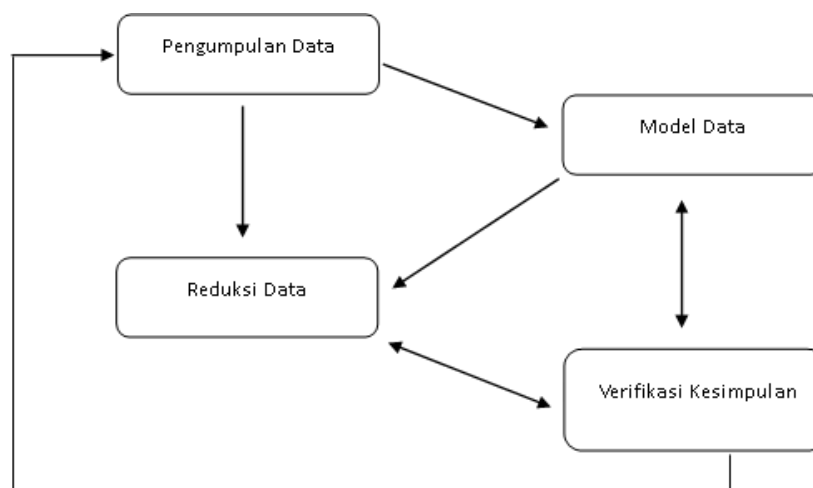 Pengumpulan Data
Model Data
Reduksi Data
Verifikasi Kesimpulan